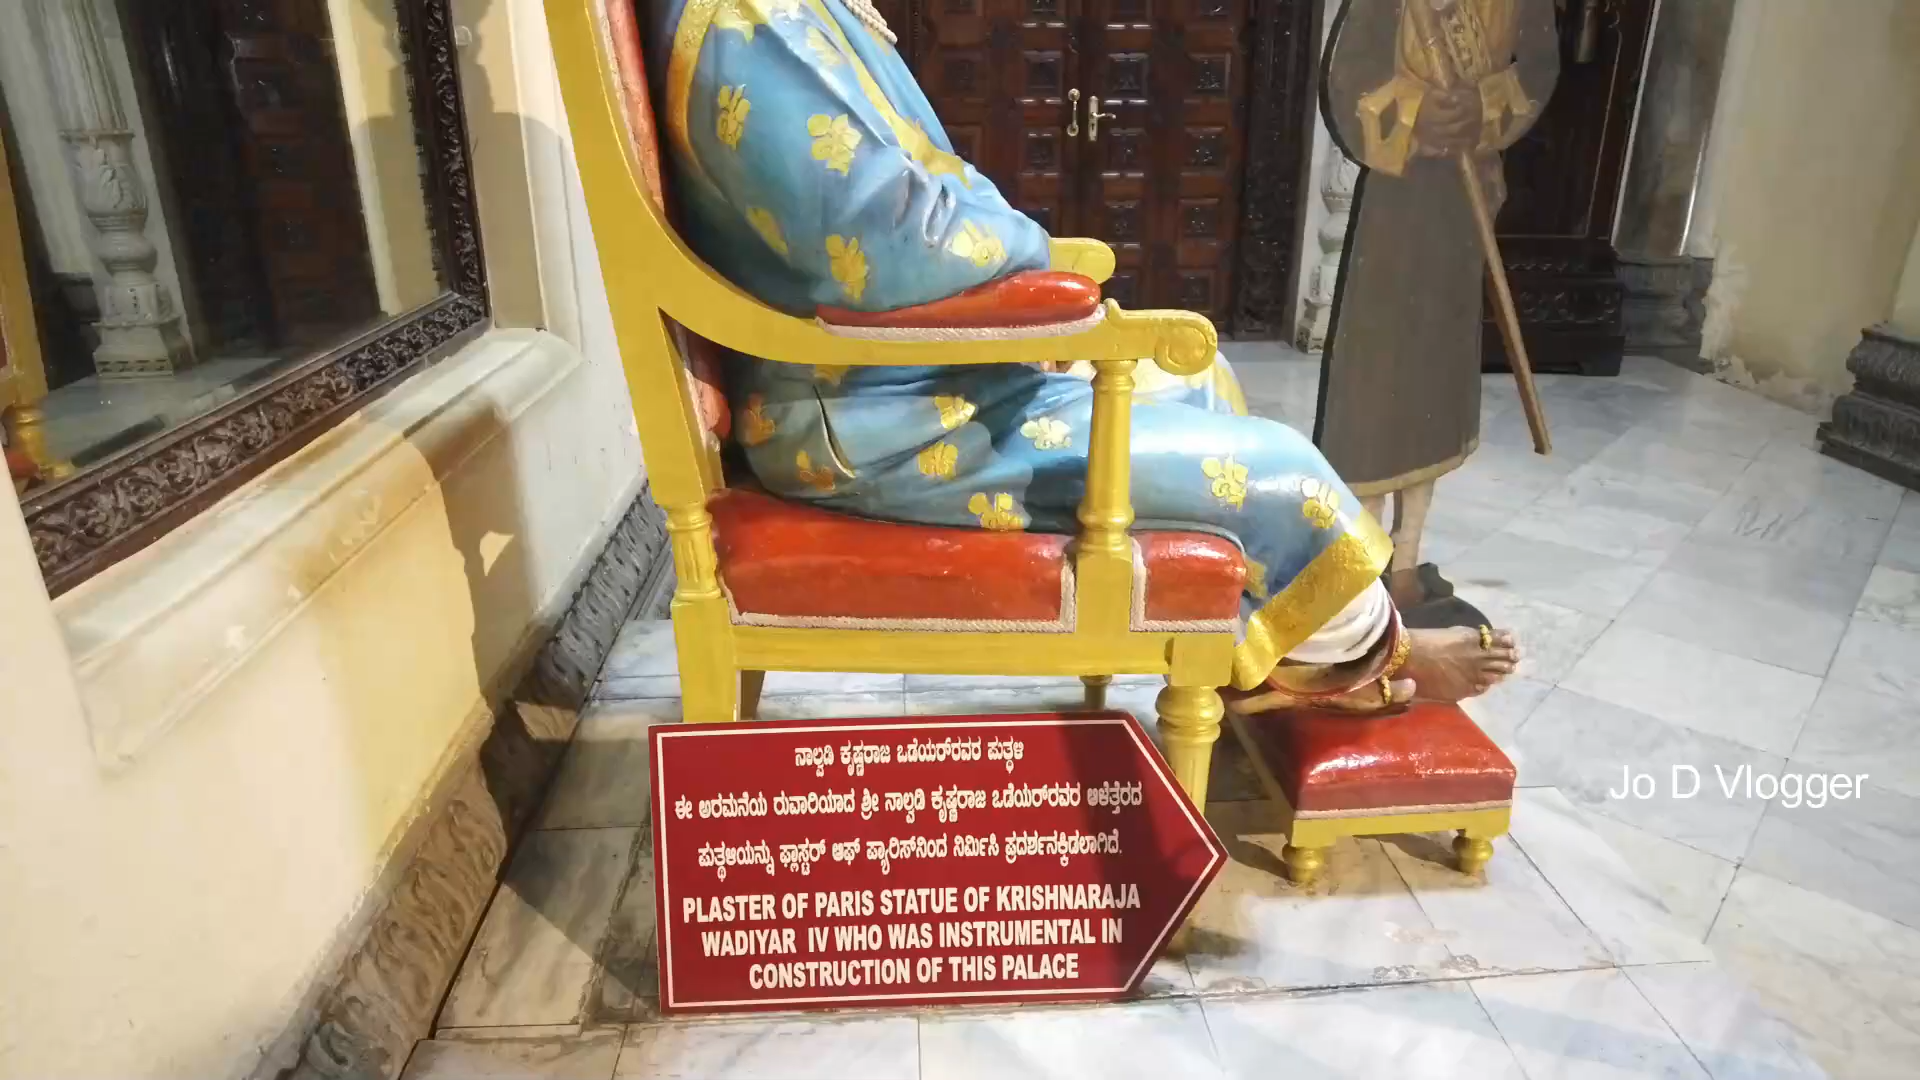 ನಾಲ್ವಡಿ ಕೃಷ್ಣರಾಜ ಒಡೆಯರ್‌ರವರ ಪುತ್ಥಳಿ
ಈ ಅರಮನೆಯ ರುವಾರಿಯಾದ ಶ್ರೀ ನಾಲ್ವಡಿ ಕೃಷ್ಣರಾಜ ಒಡೆಯರ್‌ರವರ ಆಳೆತ್ತೆರದ
ಪುತ್ಥಳಿಯನ್ನು ಫ್ಲಾಸ್ಟರ್ ಆಫ್ ಪ್ಯಾರಿಸ್‌ನಿಂದ ನಿರ್ಮಿಸಿ ಪ್ರದರ್ಶನಕ್ಕಿಡಲಾಗಿದೆ.
PLASTER OF PARIS STATUE OF KRISHNARAJA
WADIYAR IV WHO WAS INSTRUMENTAL IN
CONSTRUCTION OF THIS PALACE
Jo D Vlogger